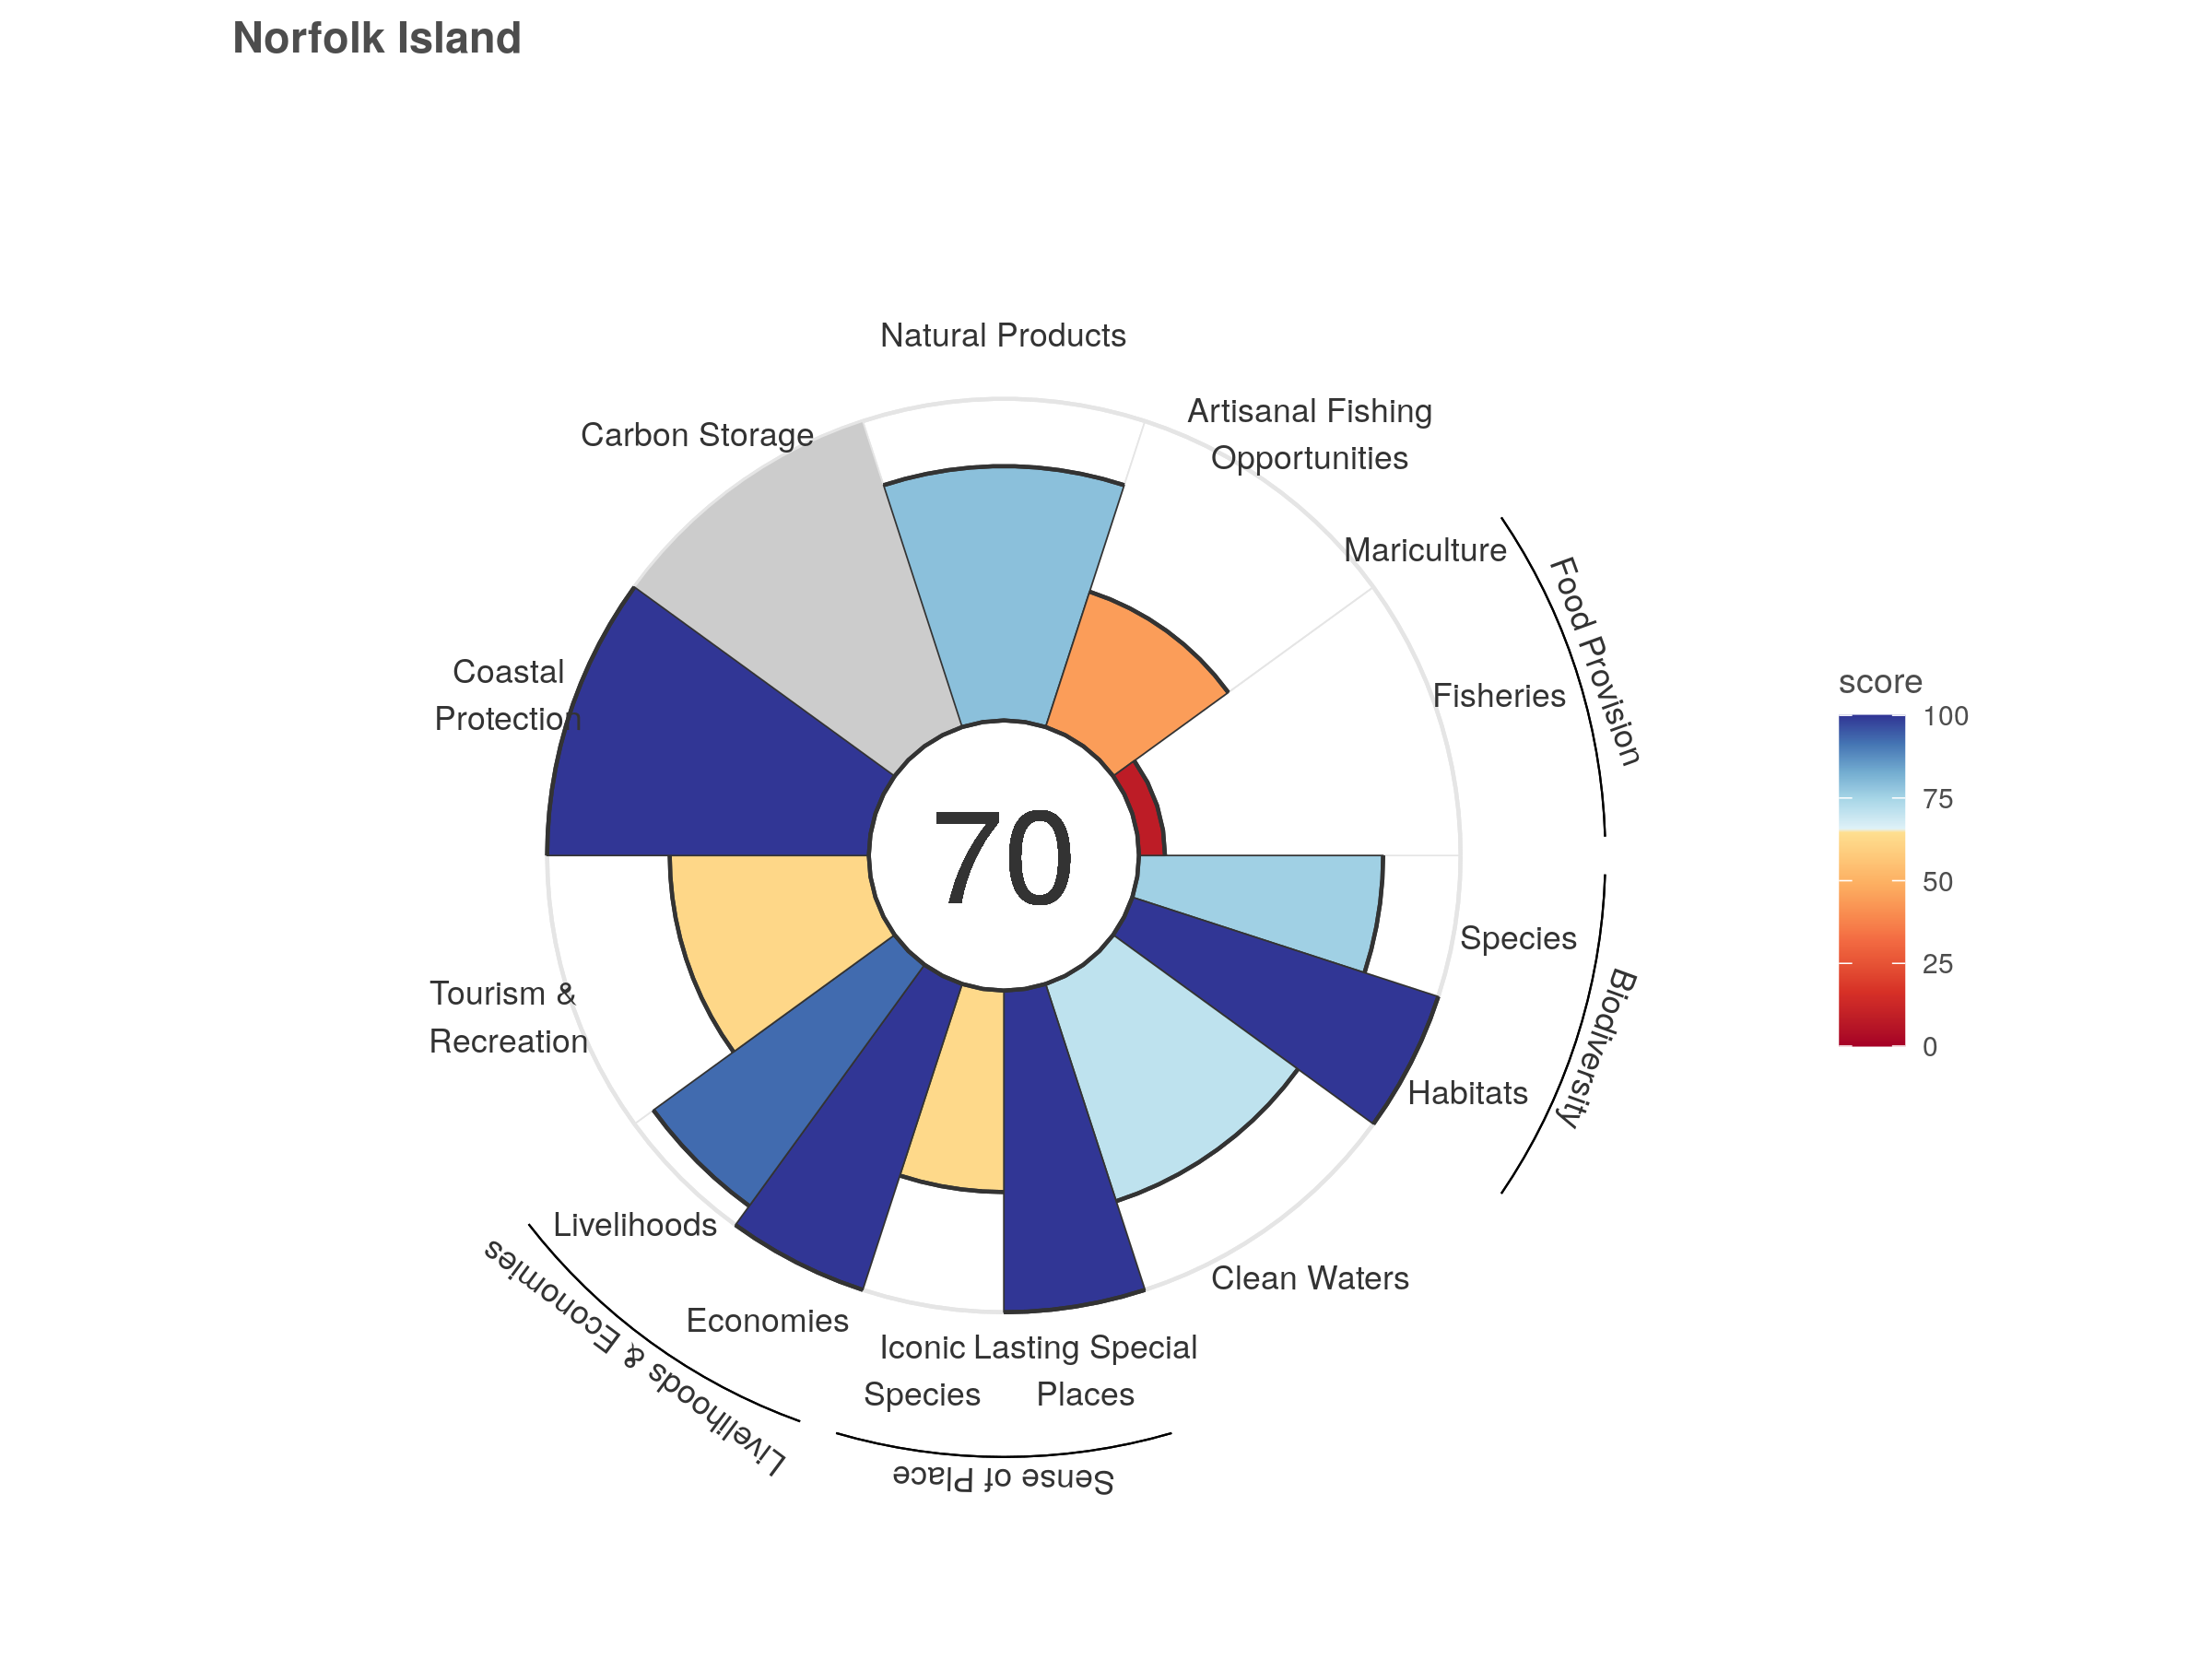 Norfolk Island
Natural Products
Artisanal Fishing
Opportunities
Carbon Storage
Mariculture
Food Provision
Fisheries
Coastal
Protection
score
100
75
50
25
0
70
Species
Biodiversity
Habitats
Tourism &
Recreation
Livelihoods
Clean Waters
Economies
Iconic
Species
Lasting Special
Places
Livelihoods & Economies
Sense of Place